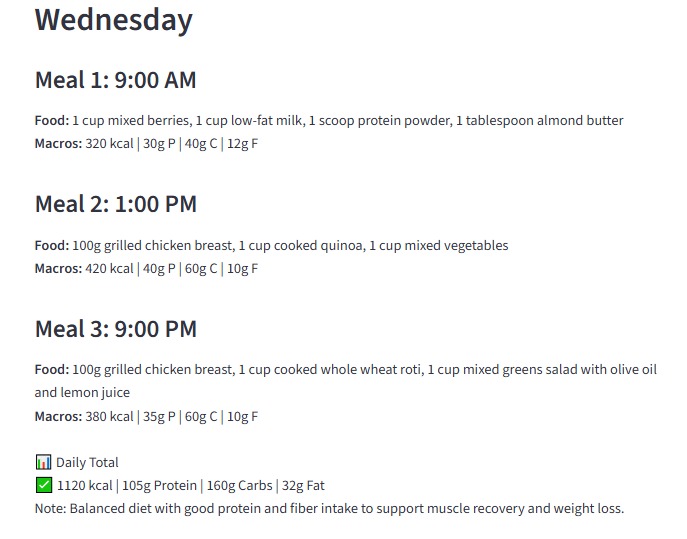 Wednesday
Meal 1: 9:00 AM
Food: 1 cup mixed berries, 1 cup low-fat milk, 1 scoop protein powder, 1 tablespoon almond butter
Macros: 320 kcal | 30g P | 40g C | 12g F
Meal 2: 1:00 PM
Food: 100g grilled chicken breast, 1 cup cooked quinoa, 1 cup mixed vegetables
Macros: 420 kcal | 40g P | 60g C | 10g F
Meal 3: 9:00 PM
Food: 100g grilled chicken breast, 1 cup cooked whole wheat roti, 1 cup mixed greens salad with olive oil
and lemon juice
Macros: 380 kcal | 35g P | 60g C | 10g F
📊 Daily Total
✅ 1120 kcal | 105g Protein | 160g Carbs | 32g Fat
Note: Balanced diet with good protein and fiber intake to support muscle recovery and weight loss.